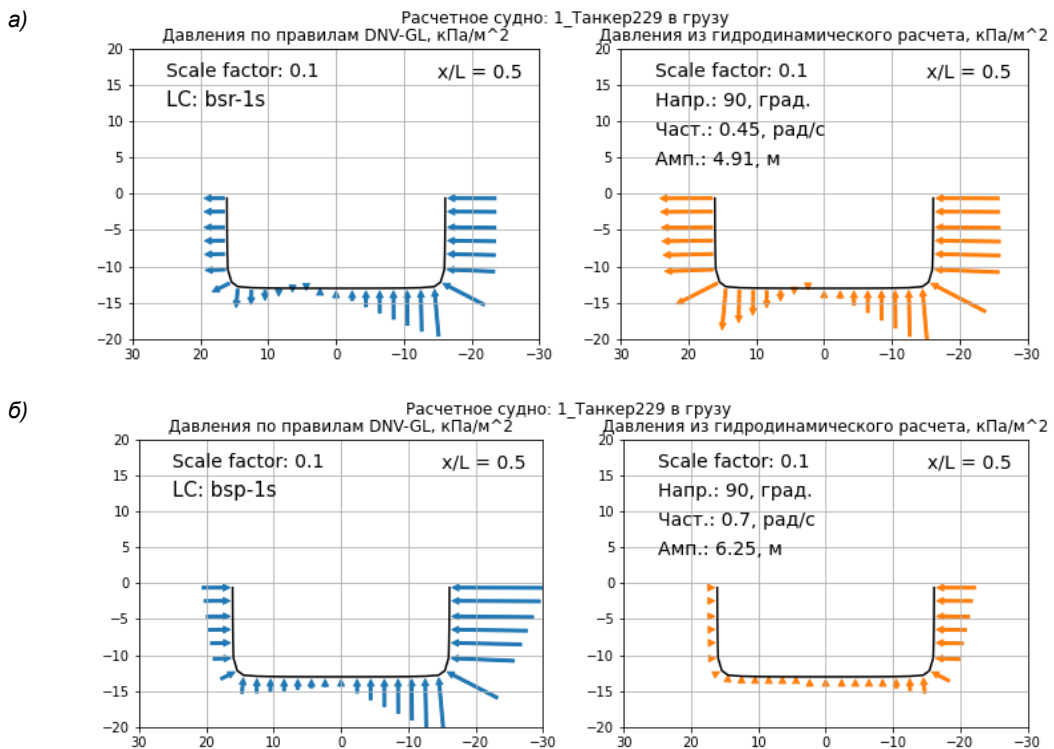 а)
Расчетное судно: 1_Танкер229 в грузу
Давления по правилам DNV-GL, кПа/м^2
Давления из гидродинамического расчета, кПа/м^2
20
15
10
5
0
−5
−10
−15
−20
30
20
10
0
−10
−20
−30
Scale factor: 0.1
x/L = 0.5
LC: bsr-1s
20
15
10
5
0
−5
−10
−15
−20
30
20
10
0
−10
−20
−30
Scale factor: 0.1
x/L = 0.5
Напр.: 90, град.
Част.: 0.45, рад/с
Амп.: 4.91, м
б)
Расчетное судно: 1_Танкер229 в грузу
Давления по правилам DNV-GL, кПа/м^2
Давления из гидродинамического расчета, кПа/м^2
20
15
10
5
0
−5
−10
−15
−20
30
20
10
0
−10
−20
−30
Scale factor: 0.1
x/L = 0.5
LC: bsp-1s
20
15
10
5
0
−5
−10
−15
−20
30
20
10
0
−10
−20
−30
Scale factor: 0.1
x/L = 0.5
Напр.: 90, град.
Част.: 0.7, рад/с
Амп.: 6.25, м